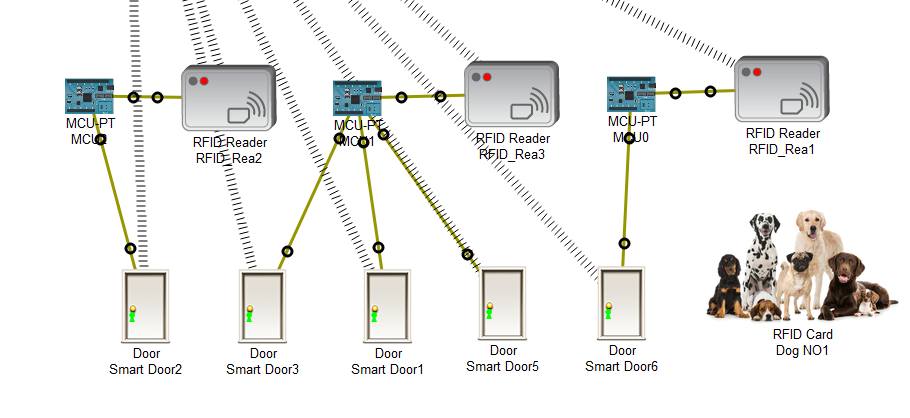 MCU-PT
RFID Reader
RFID_Rea2
MCU-PT
MCU1
RFID Reader
RFID_Rea3
MCU-PT
MCU0
RFID Reader
RFID_Rea1
Door
Smart Door2
Door
Smart Door3
Door
Smart Door1
Door
Smart Door5
Door
Smart Door6
RFID Card
Dog NO1